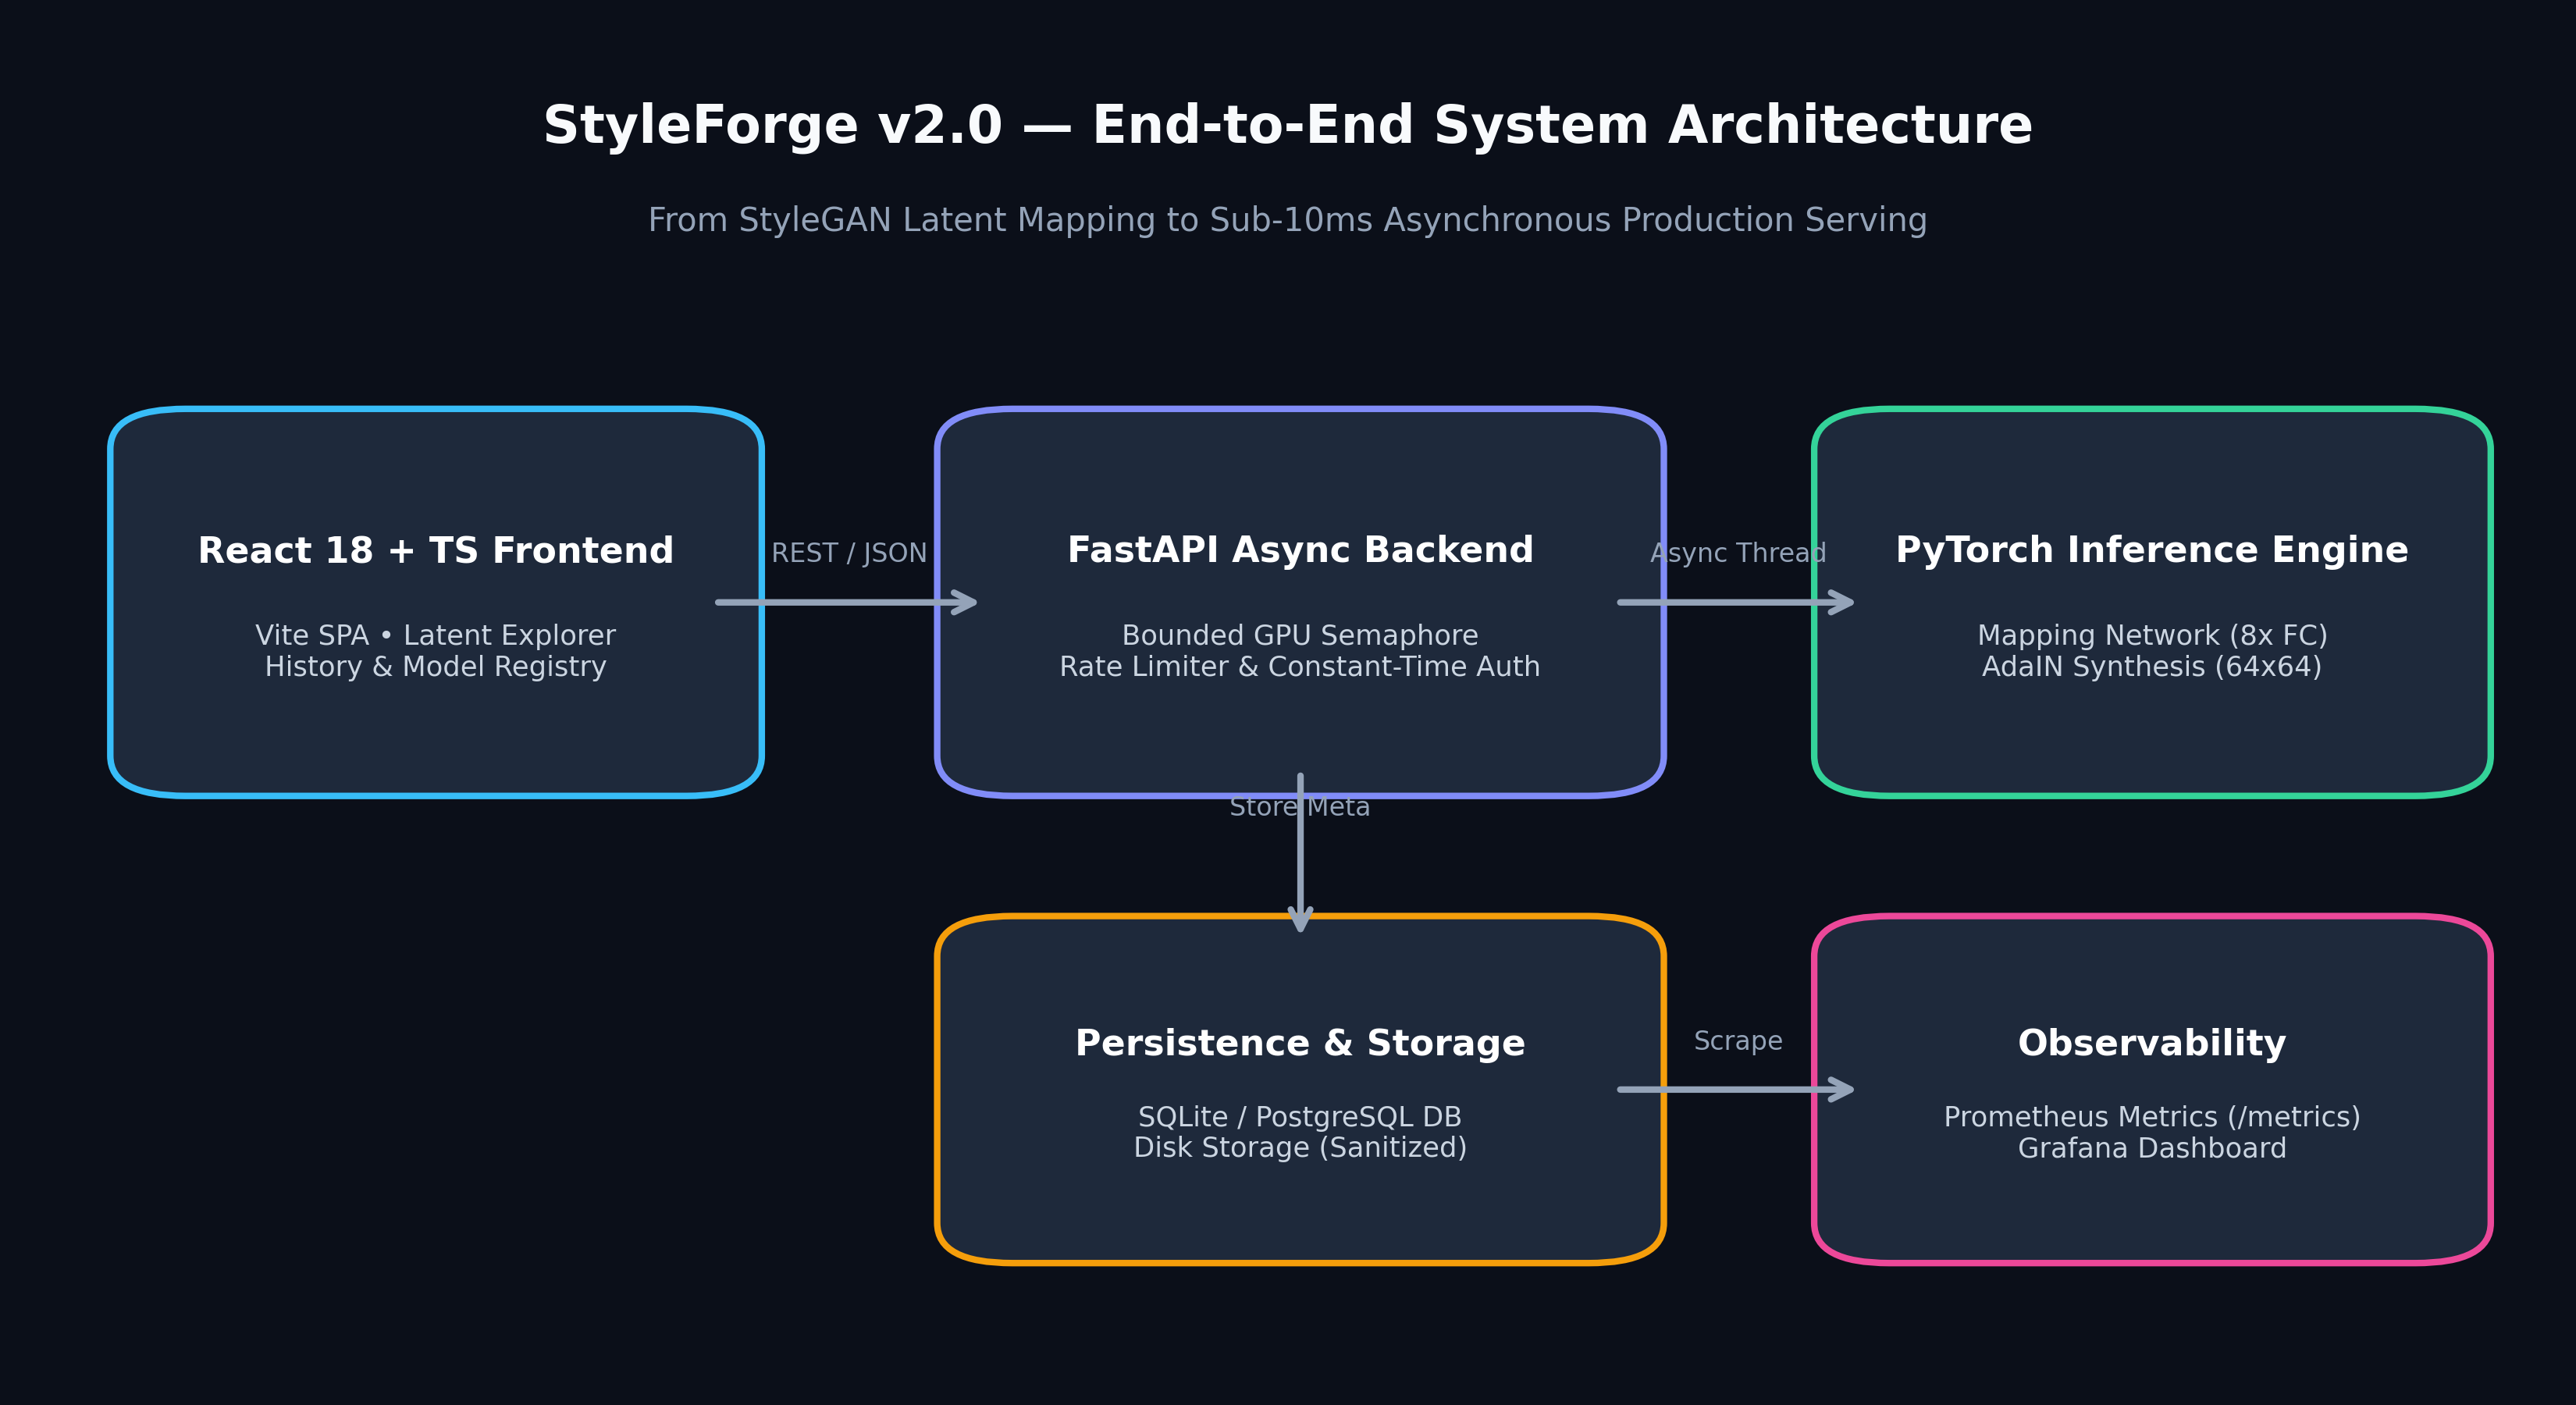 StyleForge v2.0 — End-to-End System Architecture
From StyleGAN Latent Mapping to Sub-10ms Asynchronous Production Serving
React 18 + TS Frontend
Vite SPA • Latent Explorer
History & Model Registry
REST / JSON
FastAPI Async Backend
Bounded GPU Semaphore
Rate Limiter & Constant-Time Auth
Async Thread
PyTorch Inference Engine
Mapping Network (8x FC)
AdaIN Synthesis (64x64)
Store Meta
Persistence & Storage
SQLite / PostgreSQL DB
Disk Storage (Sanitized)
Scrape
Observability
Prometheus Metrics (/metrics)
Grafana Dashboard